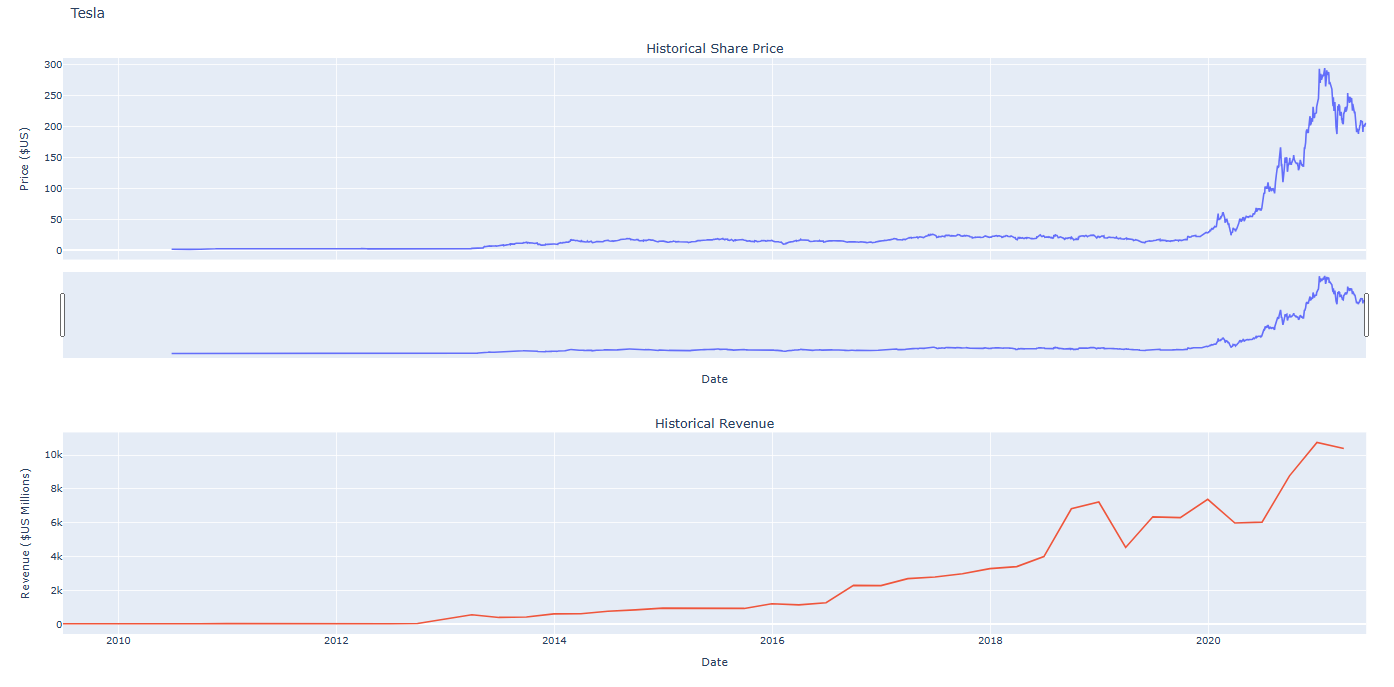 Tesla
Historical Share Price
Price ($US)
300
250
200
150
100
50
0
Date
Historical Revenue
Revenue ($US Millions)
10k
8k
6k
4k
2k
0
2010
2012
2014
2016
2018
2020
Date